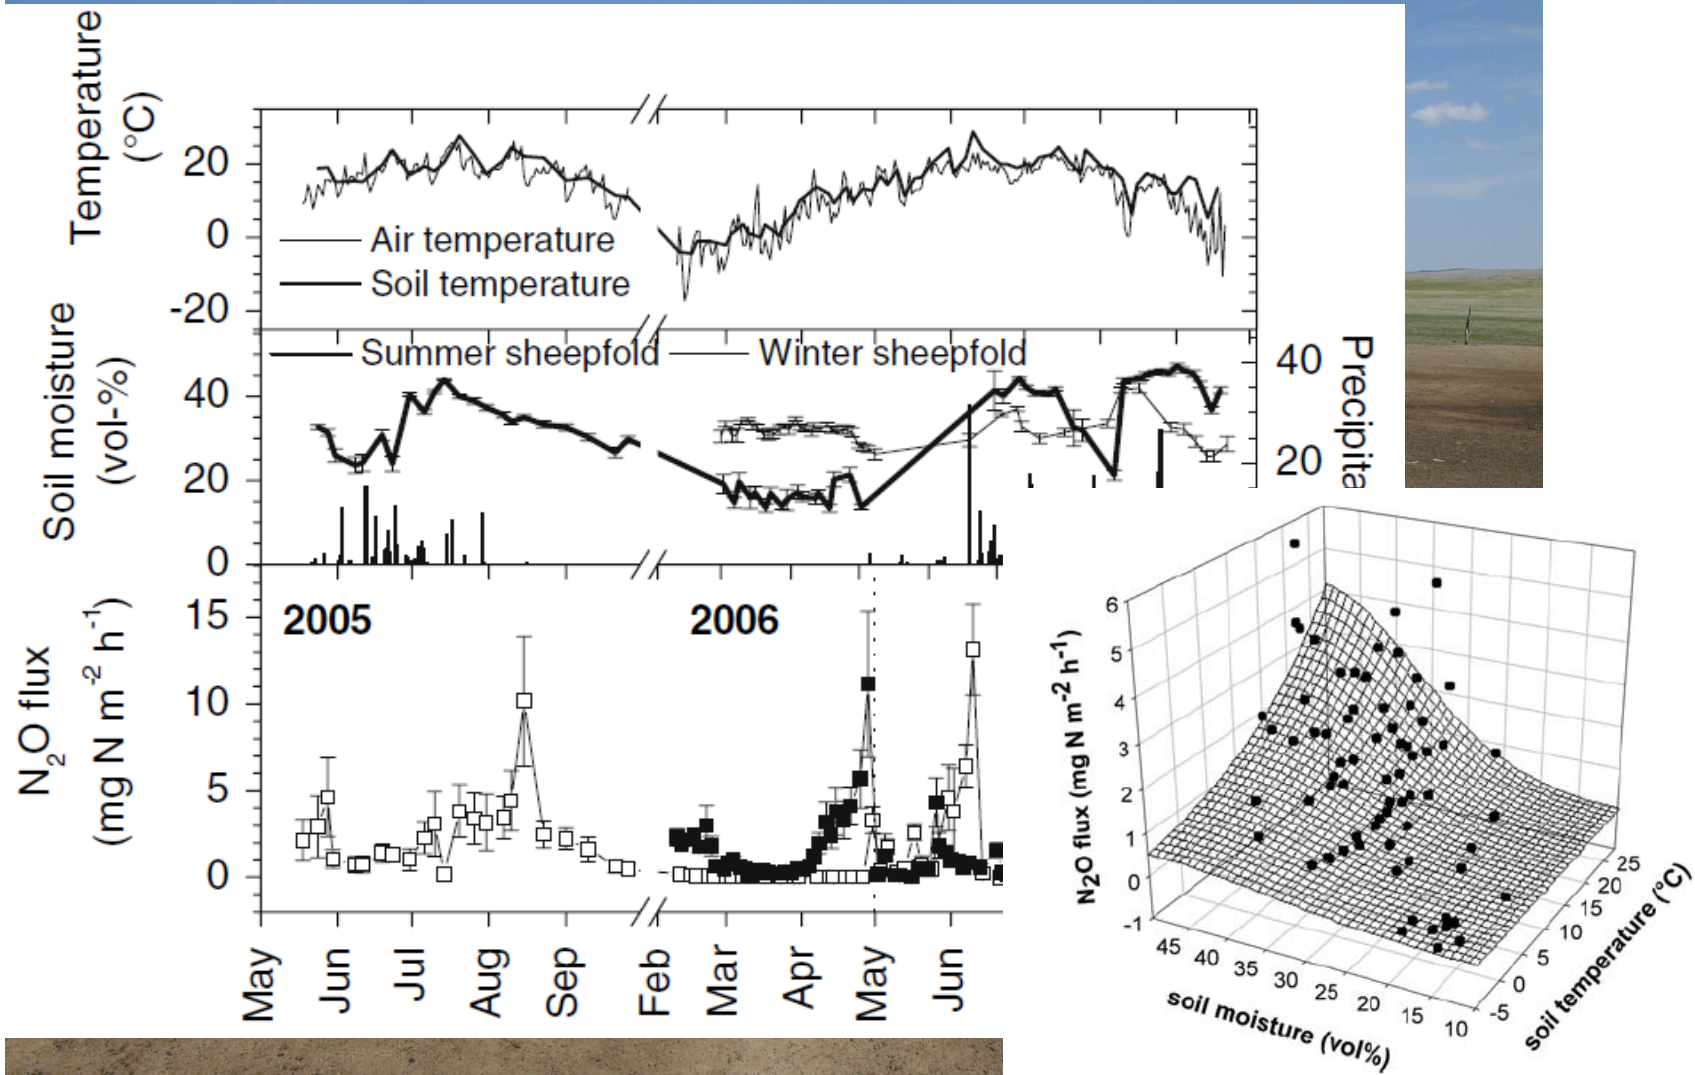 Temperature
(°C)
20
0
-20
Air temperature
Soil temperature
Soil moisture
(vol-%)
40
20
0
Summer sheepfold
Winter sheepfold
40
20
Precipita
N₂O flux
(mg N m⁻² h⁻¹)
15
10
5
0
2005
2006
May
Jun
Jul
Aug
Sep
Feb
Mar
Apr
May
Jun
N₂O flux (mg N m⁻² h⁻¹)
6
5
4
3
2
1
0
-1
45
40
35
30
25
20
15
10
soil moisture (vol%)
-5
0
5
10
15
20
25
soil temperature (°C)